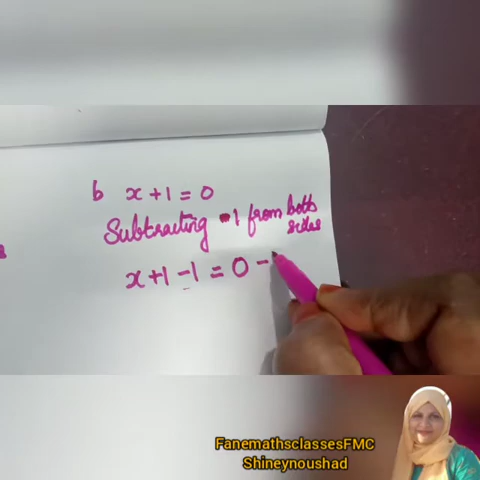 b x + 1 = 0
Subtracting -1 from both
sides
x + 1 - 1 = 0 -
FanemathsclassesFMC
Shineynoushad